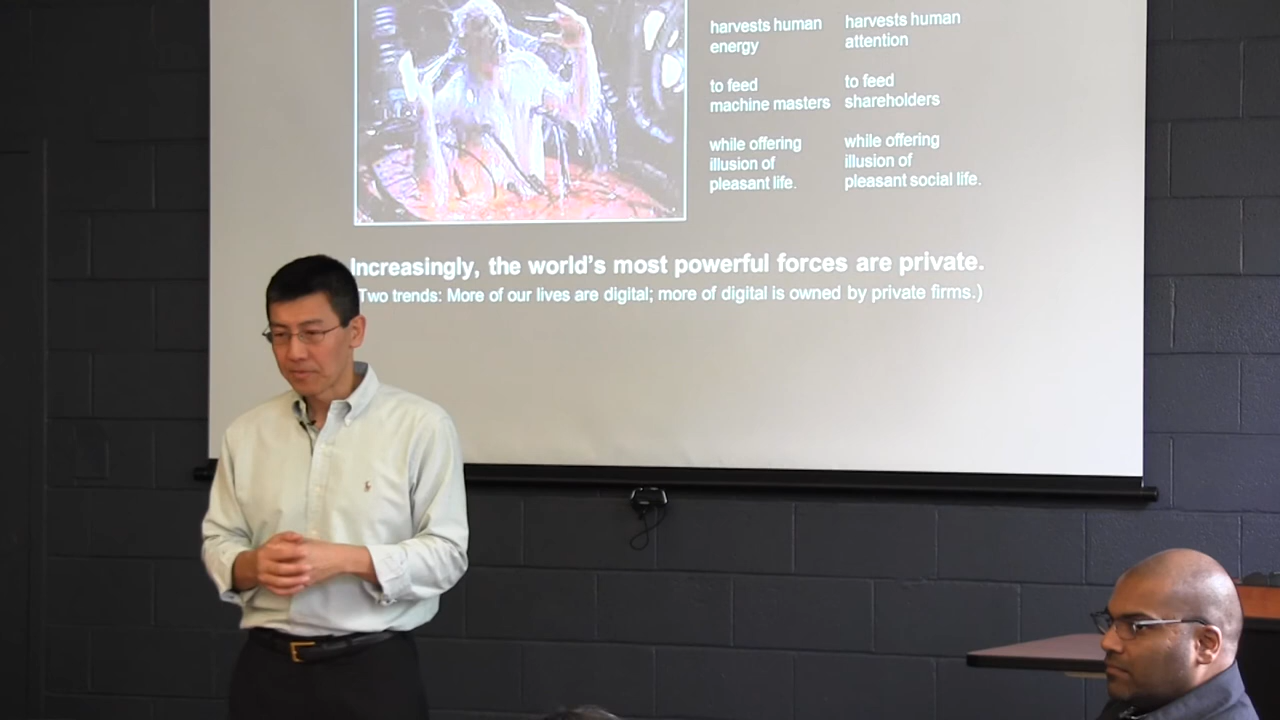 harvests human
energy
harvests human
attention
to feed
machine masters
to feed
shareholders
while offering
illusion of
pleasant life.
while offering
illusion of
pleasant social life.
Increasingly, the world's most powerful forces are private.
Two trends: More of our lives are digital; more of digital is owned by private firms.)